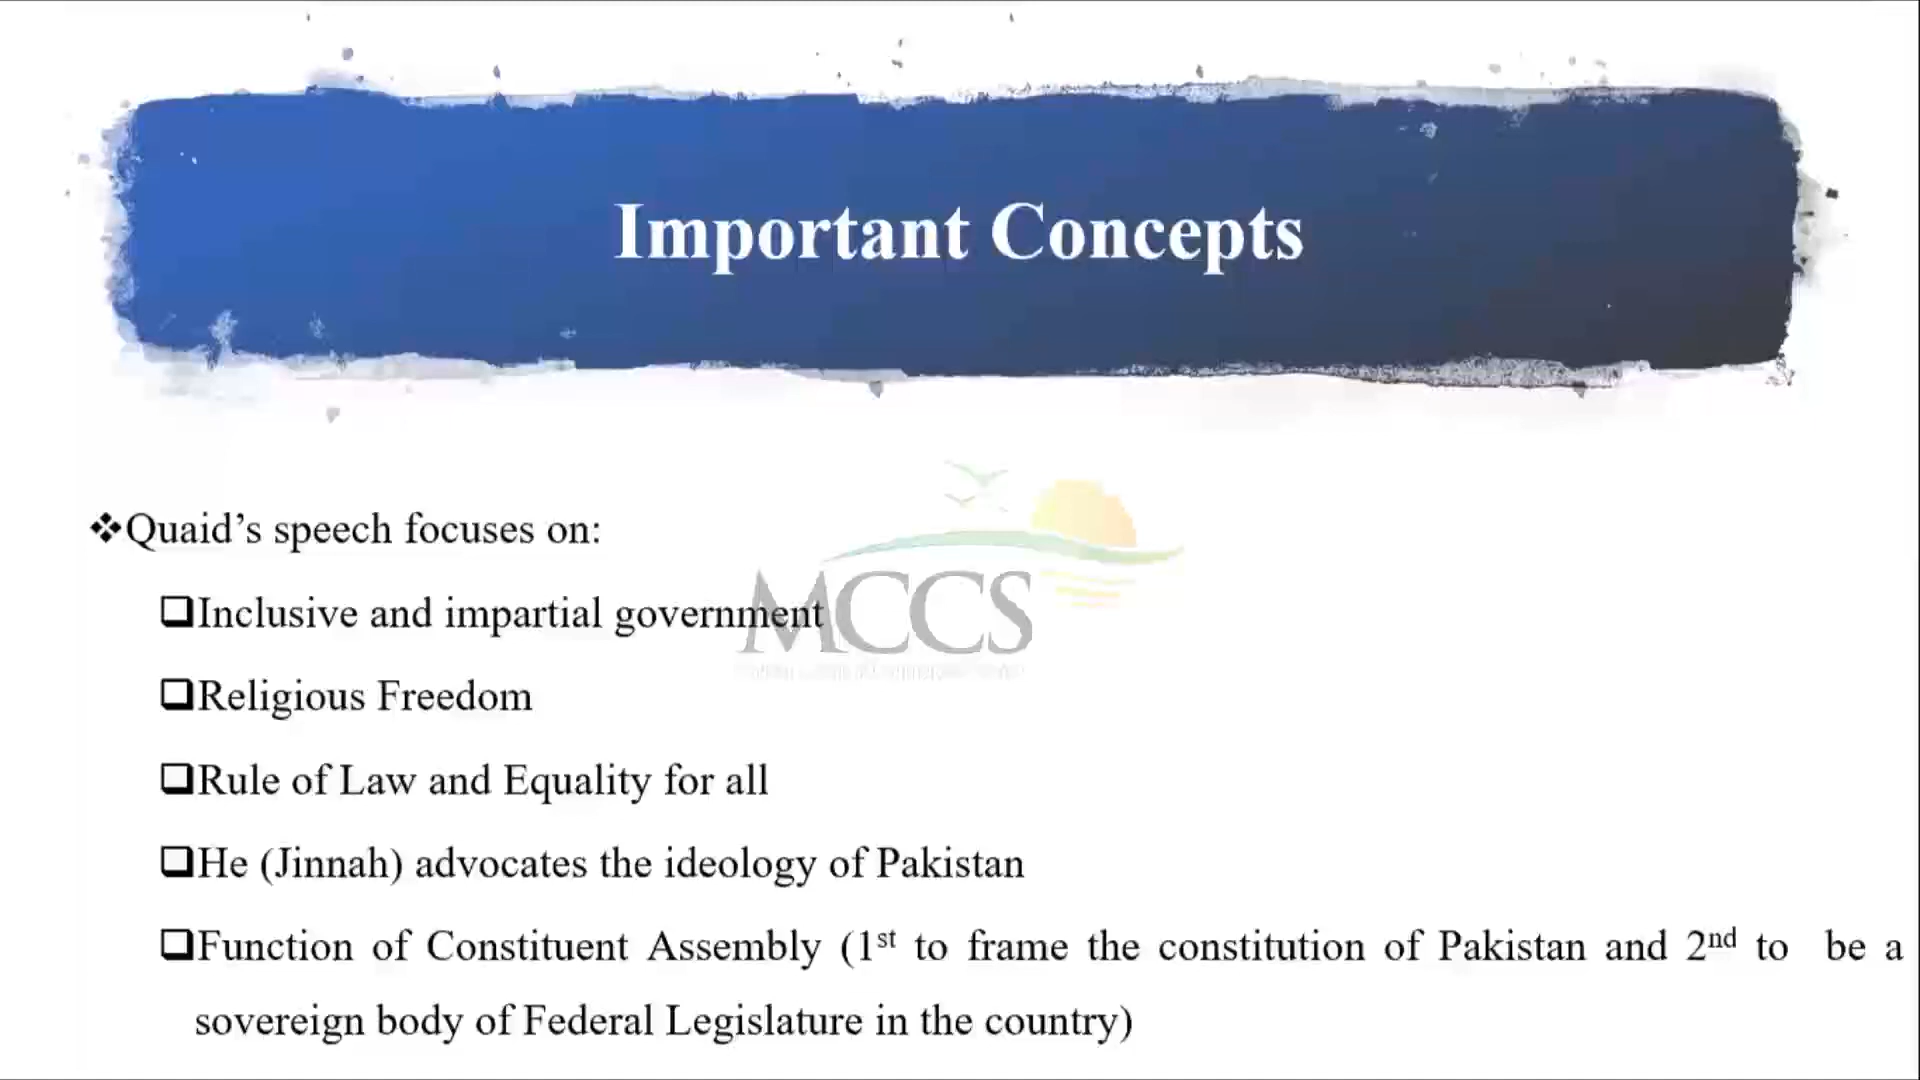 Important Concepts
❖Quaid’s speech focuses on:
❑Inclusive and impartial government
MCCS
❑Religious Freedom
❑Rule of Law and Equality for all
❑He (Jinnah) advocates the ideology of Pakistan
❑Function of Constituent Assembly (1st to frame the constitution of Pakistan and 2nd to be a
sovereign body of Federal Legislature in the country)